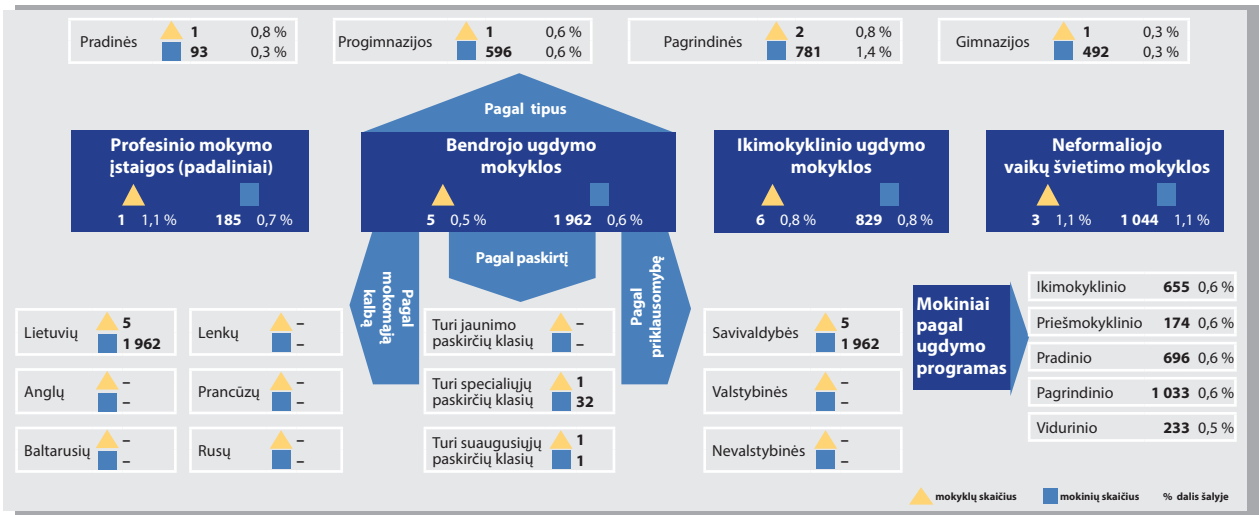 Pradinės
1 0,8 %
93 0,3 %
Progimnazijos
1 0,6 %
596 0,6 %
Pagrindinės
2 0,8 %
781 1,4 %
Gimnazijos
1 0,3 %
492 0,3 %
Pagal tipus
Profesinio mokymo
įstaigos (padaliniai)
1 1,1 % 185 0,7 %
Bendrojo ugdymo
mokyklos
5 0,5 % 1 962 0,6 %
Ikimokyklinio ugdymo
mokyklos
6 0,8 % 829 0,8 %
Neformaliojo
vaikų švietimo mokyklos
3 1,1 % 1 044 1,1 %
Pagal
mokomąją
kalbą
Pagal paskirtį
Pagal
priklausomybę
Lietuvių
5
1 962
Lenkų
–
–
Anglų
–
–
Prancūzų
–
–
Baltarusių
–
–
Rusų
–
–
Turi jaunimo
paskirčių klasių
–
–
Turi specialiųjų
paskirčių klasių
1
32
Turi suaugusiųjų
paskirčių klasių
1
1
Savivaldybės
5
1 962
Valstybinės
–
–
Nevalstybinės
–
–
Mokiniai
pagal
ugdymo
programas
Ikimokyklinio 655 0,6 %
Priešmokyklinio 174 0,6 %
Pradinio 696 0,6 %
Pagrindinio 1 033 0,6 %
Vidurinio 233 0,5 %
mokyklų skaičius mokinių skaičius % dalis šalyje